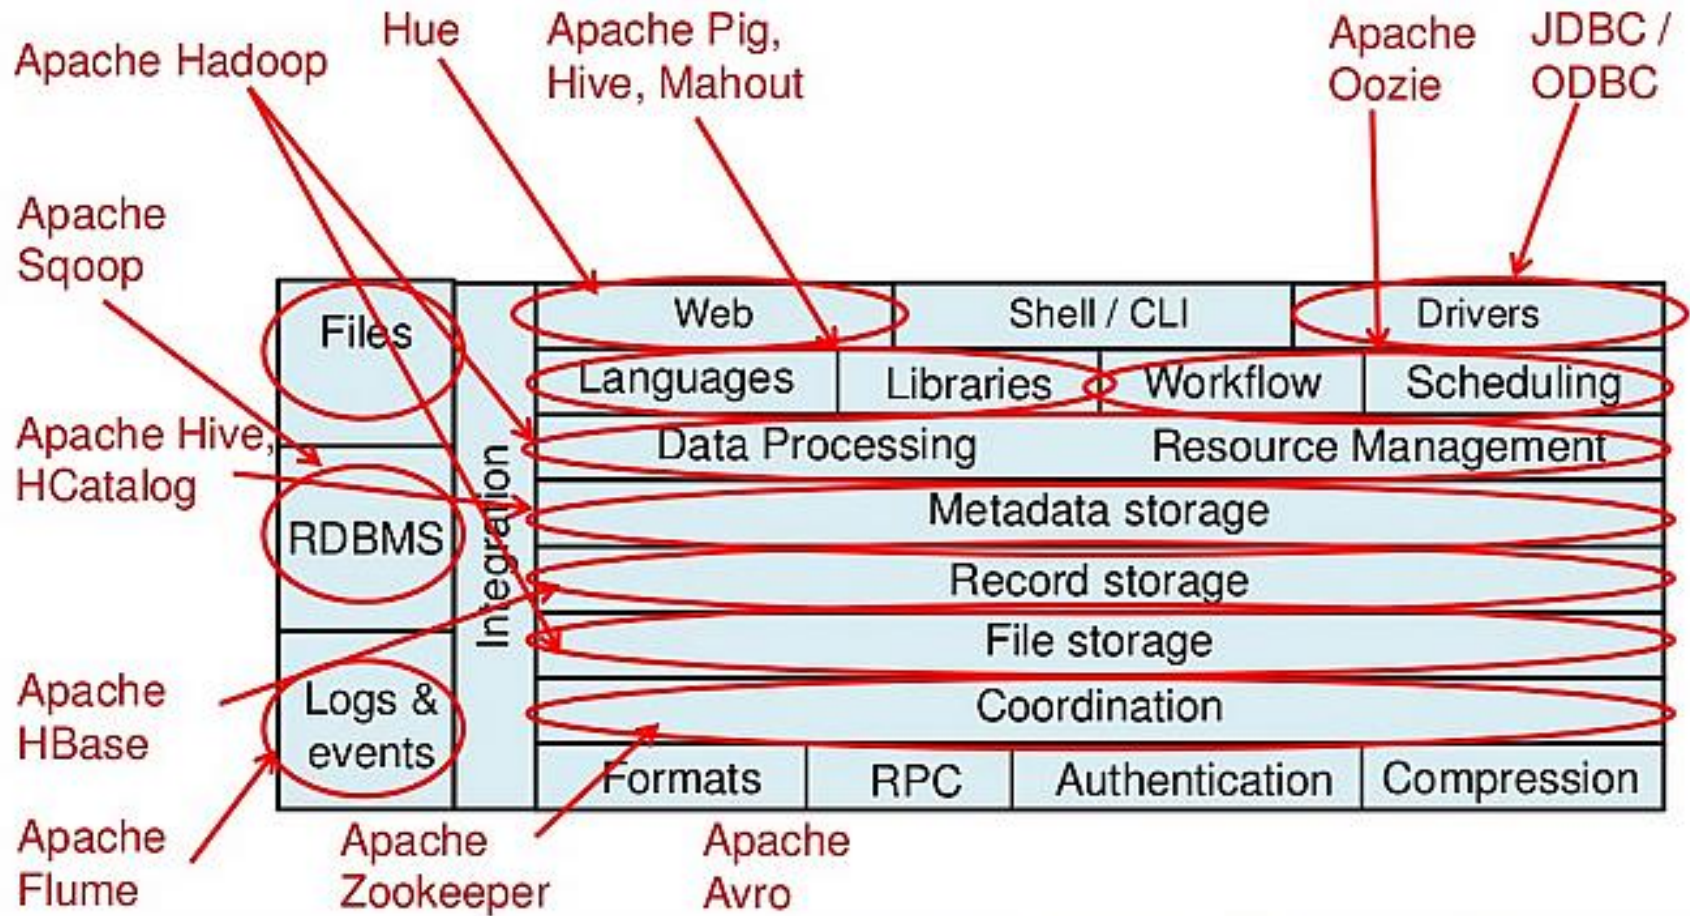 Apache Hadoop
Hue
Apache Pig,
Hive, Mahout
Apache
Oozie
JDBC /
ODBC
Apache
Sqoop
Apache Hive,
HCatalog
Apache
HBase
Apache
Flume
Files
RDBMS
Logs &
events
Integration
Web
Shell / CLI
Drivers
Languages
Libraries
Workflow
Scheduling
Data Processing
Resource Management
Metadata storage
Record storage
File storage
Coordination
Formats
RPC
Authentication
Compression
Apache
Zookeeper
Apache
Avro